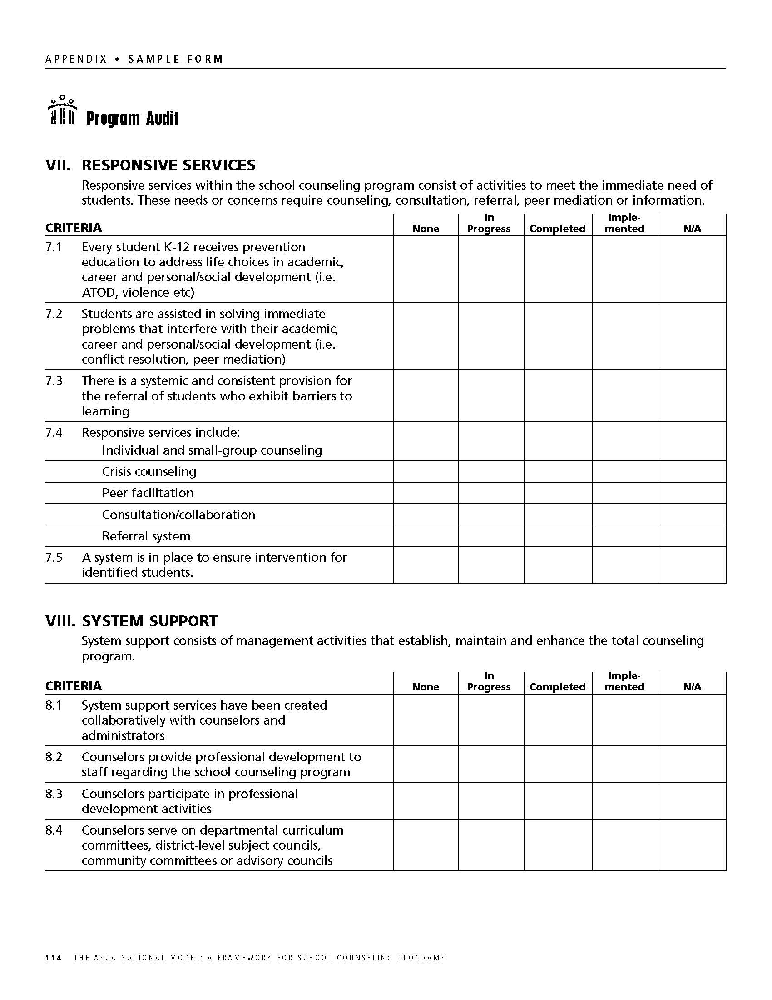 APPENDIX • SAMPLE FORM
Program Audit
VII. RESPONSIVE SERVICES
Responsive services within the school counseling program consist of activities to meet the immediate need of
students. These needs or concerns require counseling, consultation, referral, peer mediation or information.
CRITERIA None In Progress Completed Imple-mented N/A
7.1 Every student K-12 receives prevention
education to address life choices in academic,
career and personal/social development (i.e.
ATOD, violence etc)
7.2 Students are assisted in solving immediate
problems that interfere with their academic,
career and personal/social development (i.e.
conflict resolution, peer mediation)
7.3 There is a systemic and consistent provision for
the referral of students who exhibit barriers to
learning
7.4 Responsive services include:
Individual and small-group counseling
Crisis counseling
Peer facilitation
Consultation/collaboration
Referral system
7.5 A system is in place to ensure intervention for
identified students.
VIII. SYSTEM SUPPORT
System support consists of management activities that establish, maintain and enhance the total counseling
program.
CRITERIA None In Progress Completed Imple-mented N/A
8.1 System support services have been created
collaboratively with counselors and
administrators
8.2 Counselors provide professional development to
staff regarding the school counseling program
8.3 Counselors participate in professional
development activities
8.4 Counselors serve on departmental curriculum
committees, district-level subject councils,
community committees or advisory councils
114 THE ASCA NATIONAL MODEL: A FRAMEWORK FOR SCHOOL COUNSELING PROGRAMS